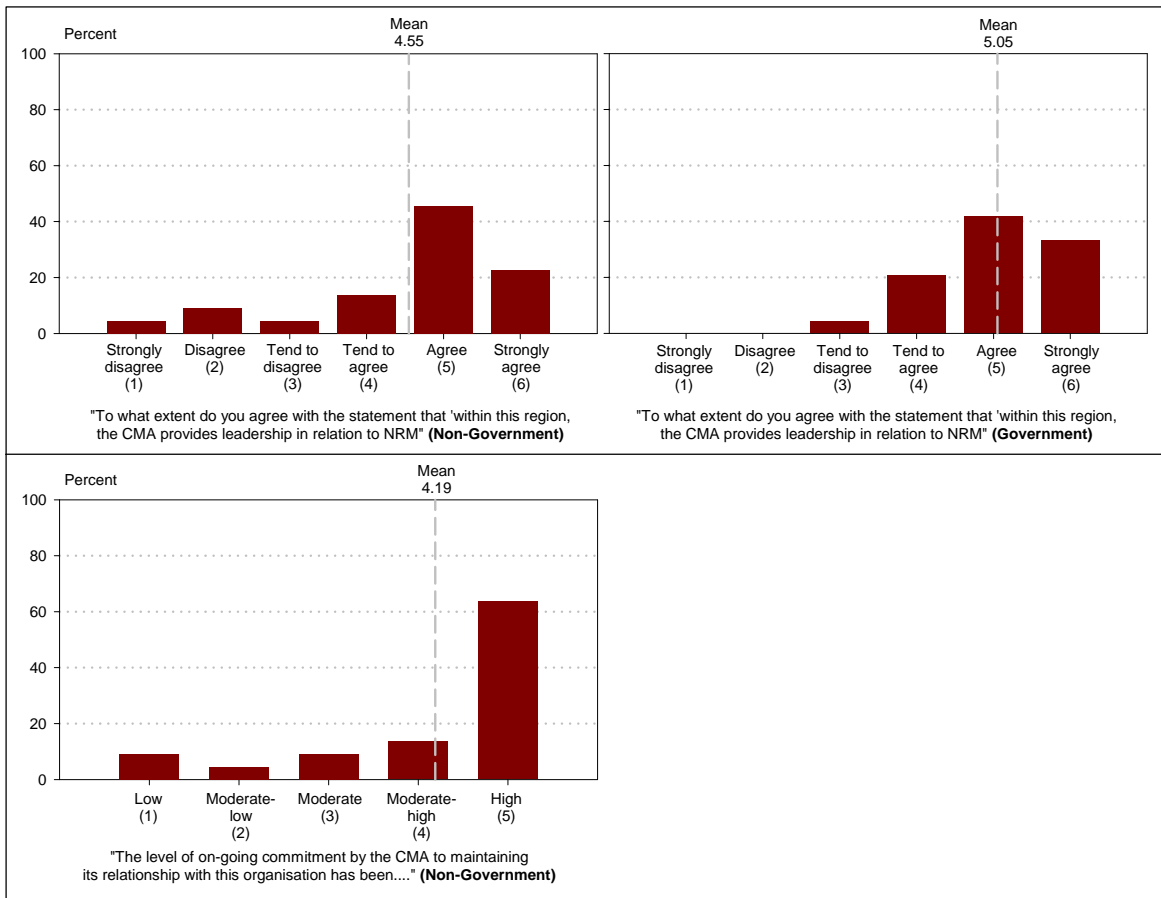 Percent
Mean
4.55
Mean
5.05
100
80
60
40
20
0
Strongly disagree (1)
Disagree (2)
Tend to disagree (3)
Tend to agree (4)
Agree (5)
Strongly agree (6)
Strongly disagree (1)
Disagree (2)
Tend to disagree (3)
Tend to agree (4)
Agree (5)
Strongly agree (6)
"To what extent do you agree with the statement that 'within this region,
the CMA provides leadership in relation to NRM" (Non-Government)
"To what extent do you agree with the statement that 'within this region,
the CMA provides leadership in relation to NRM" (Government)
Percent
Mean
4.19
100
80
60
40
20
0
Low (1)
Moderate-low (2)
Moderate (3)
Moderate-high (4)
High (5)
"The level of on-going commitment by the CMA to maintaining
its relationship with this organisation has been...." (Non-Government)